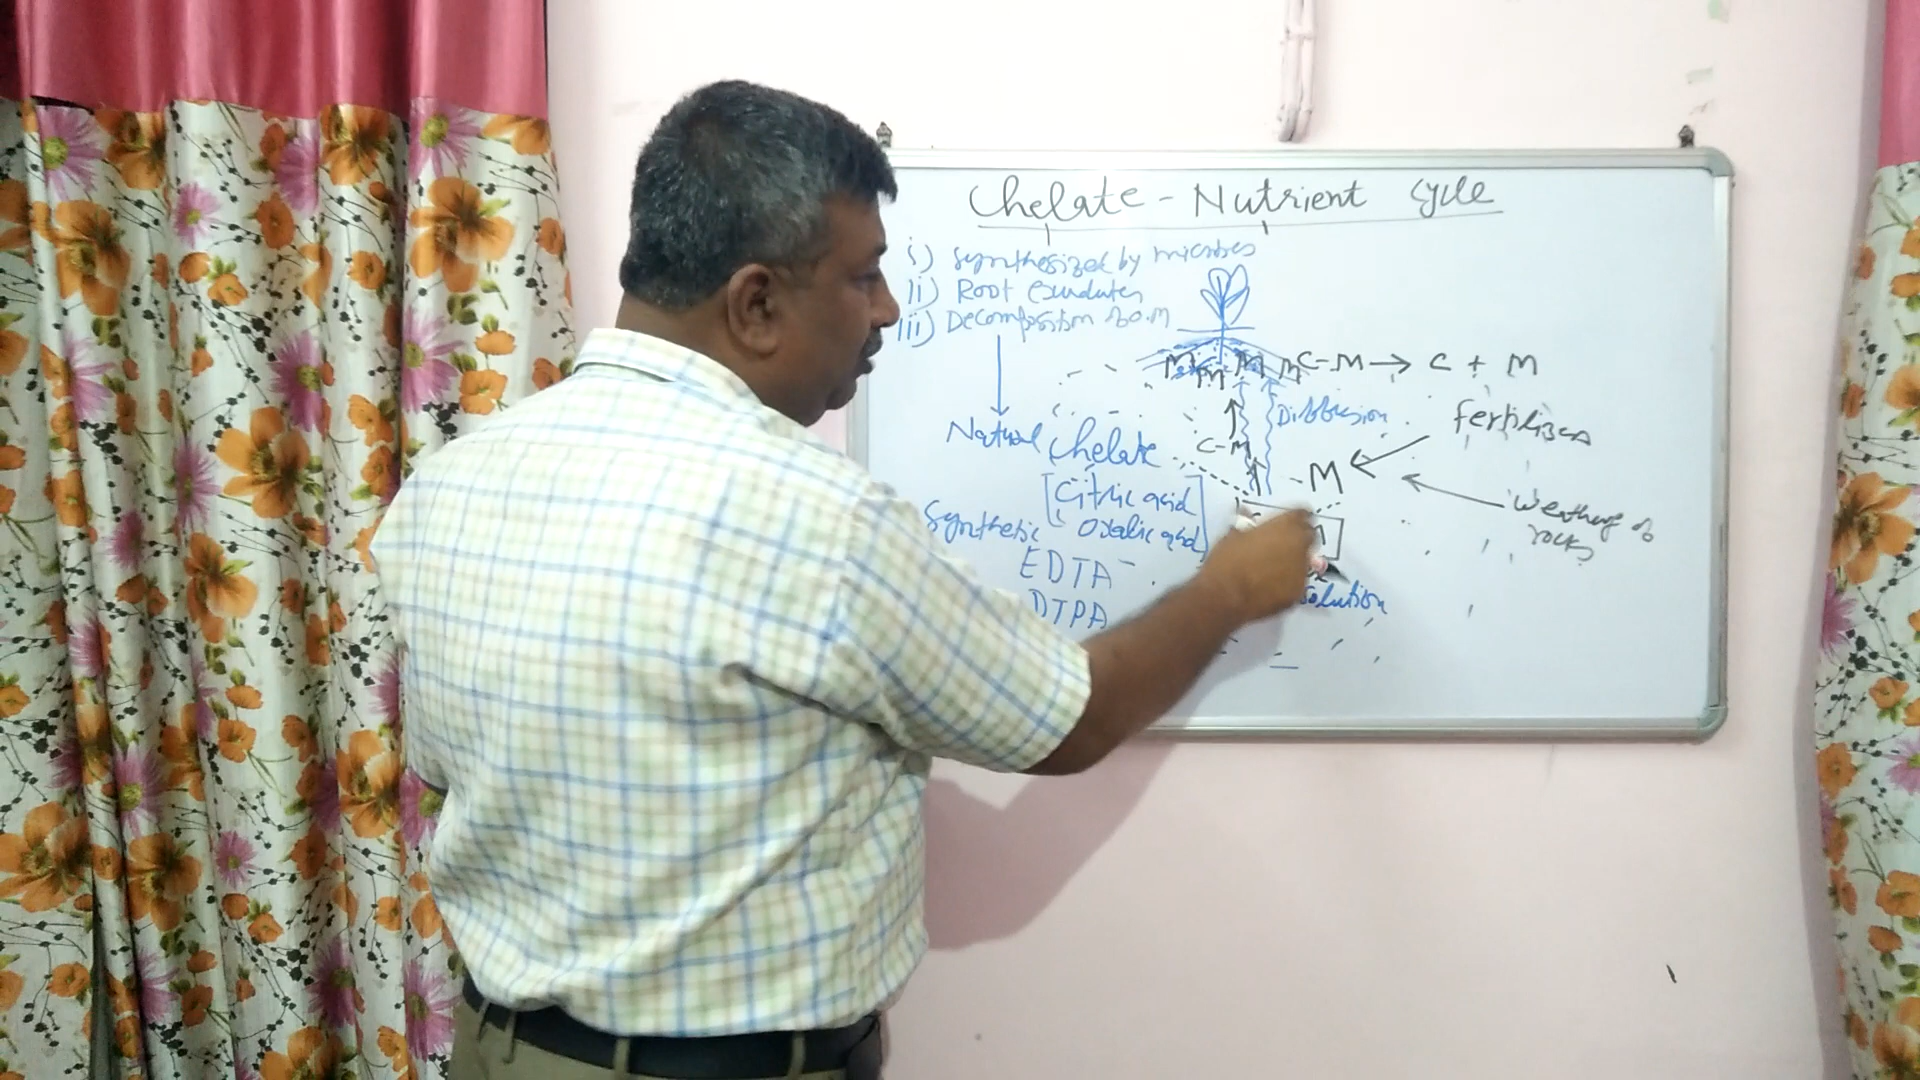 Chelate - Nutrient Cycle
i) Synthesized by microbes
ii) Root exudates
iii) Decomposition of O.M
M M M M C-M → C + M
Diffusion
fertilizers
Natural Chelate
C-M
-M
[Citric acid
Oxalic acid]
Weathering of
rocks
Synthetic
EDTA
DTPA
Solution